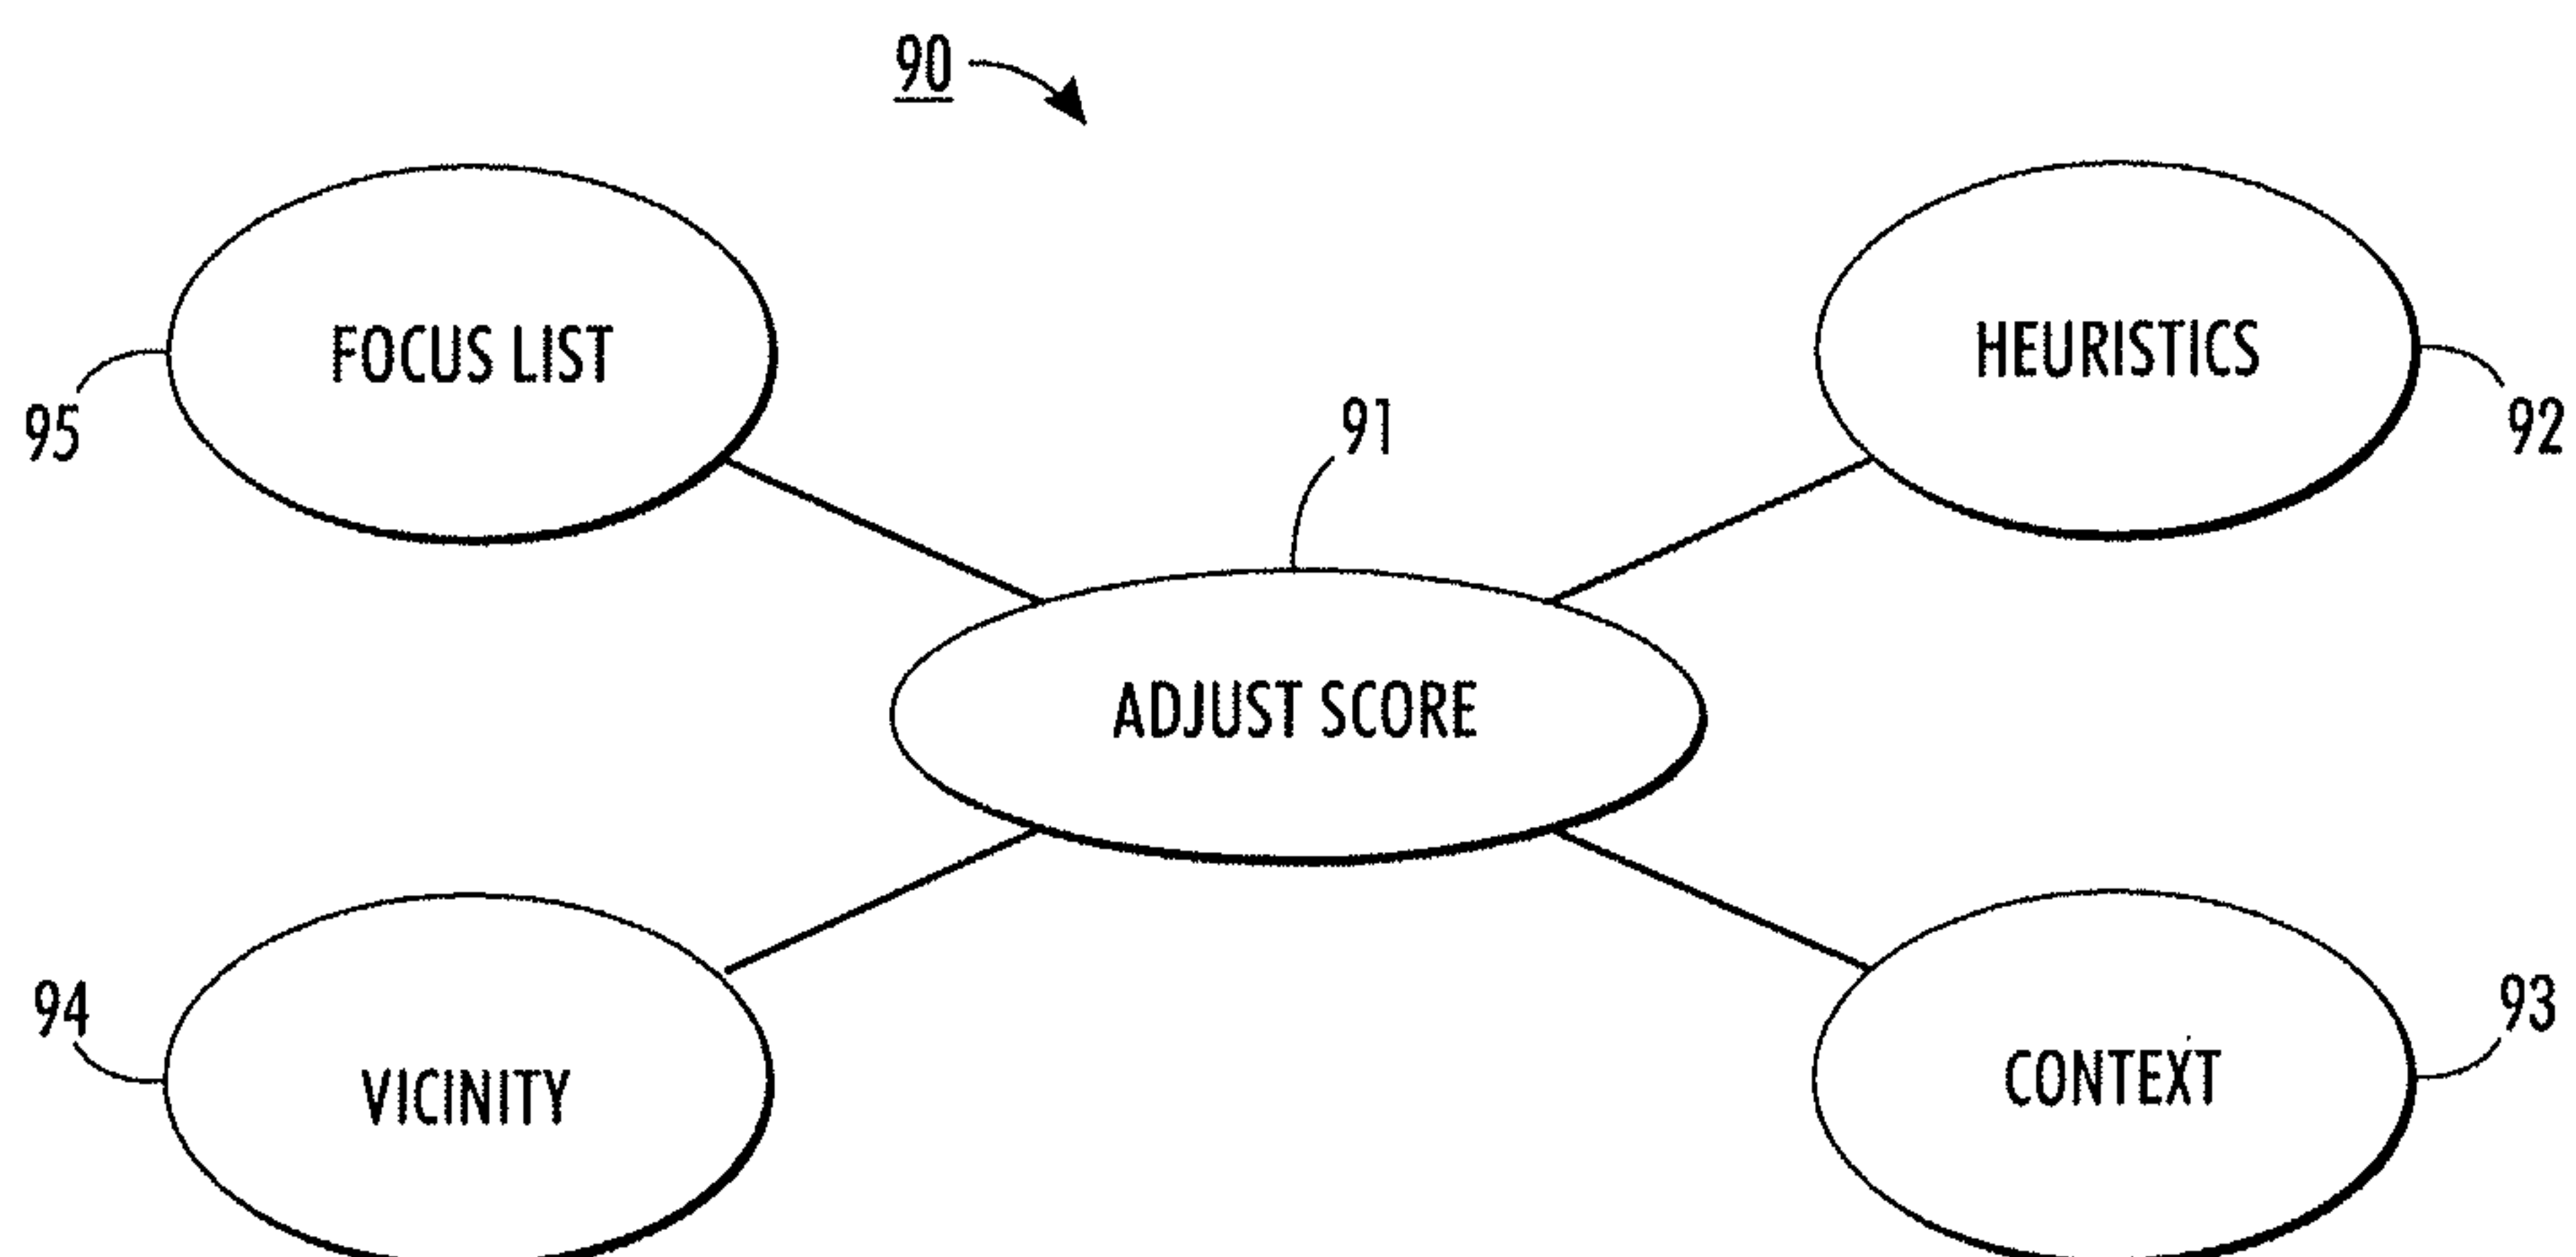 90
FOCUS LIST
HEURISTICS
95
91
92
ADJUST SCORE
94
93
VICINITY
CONTEXT